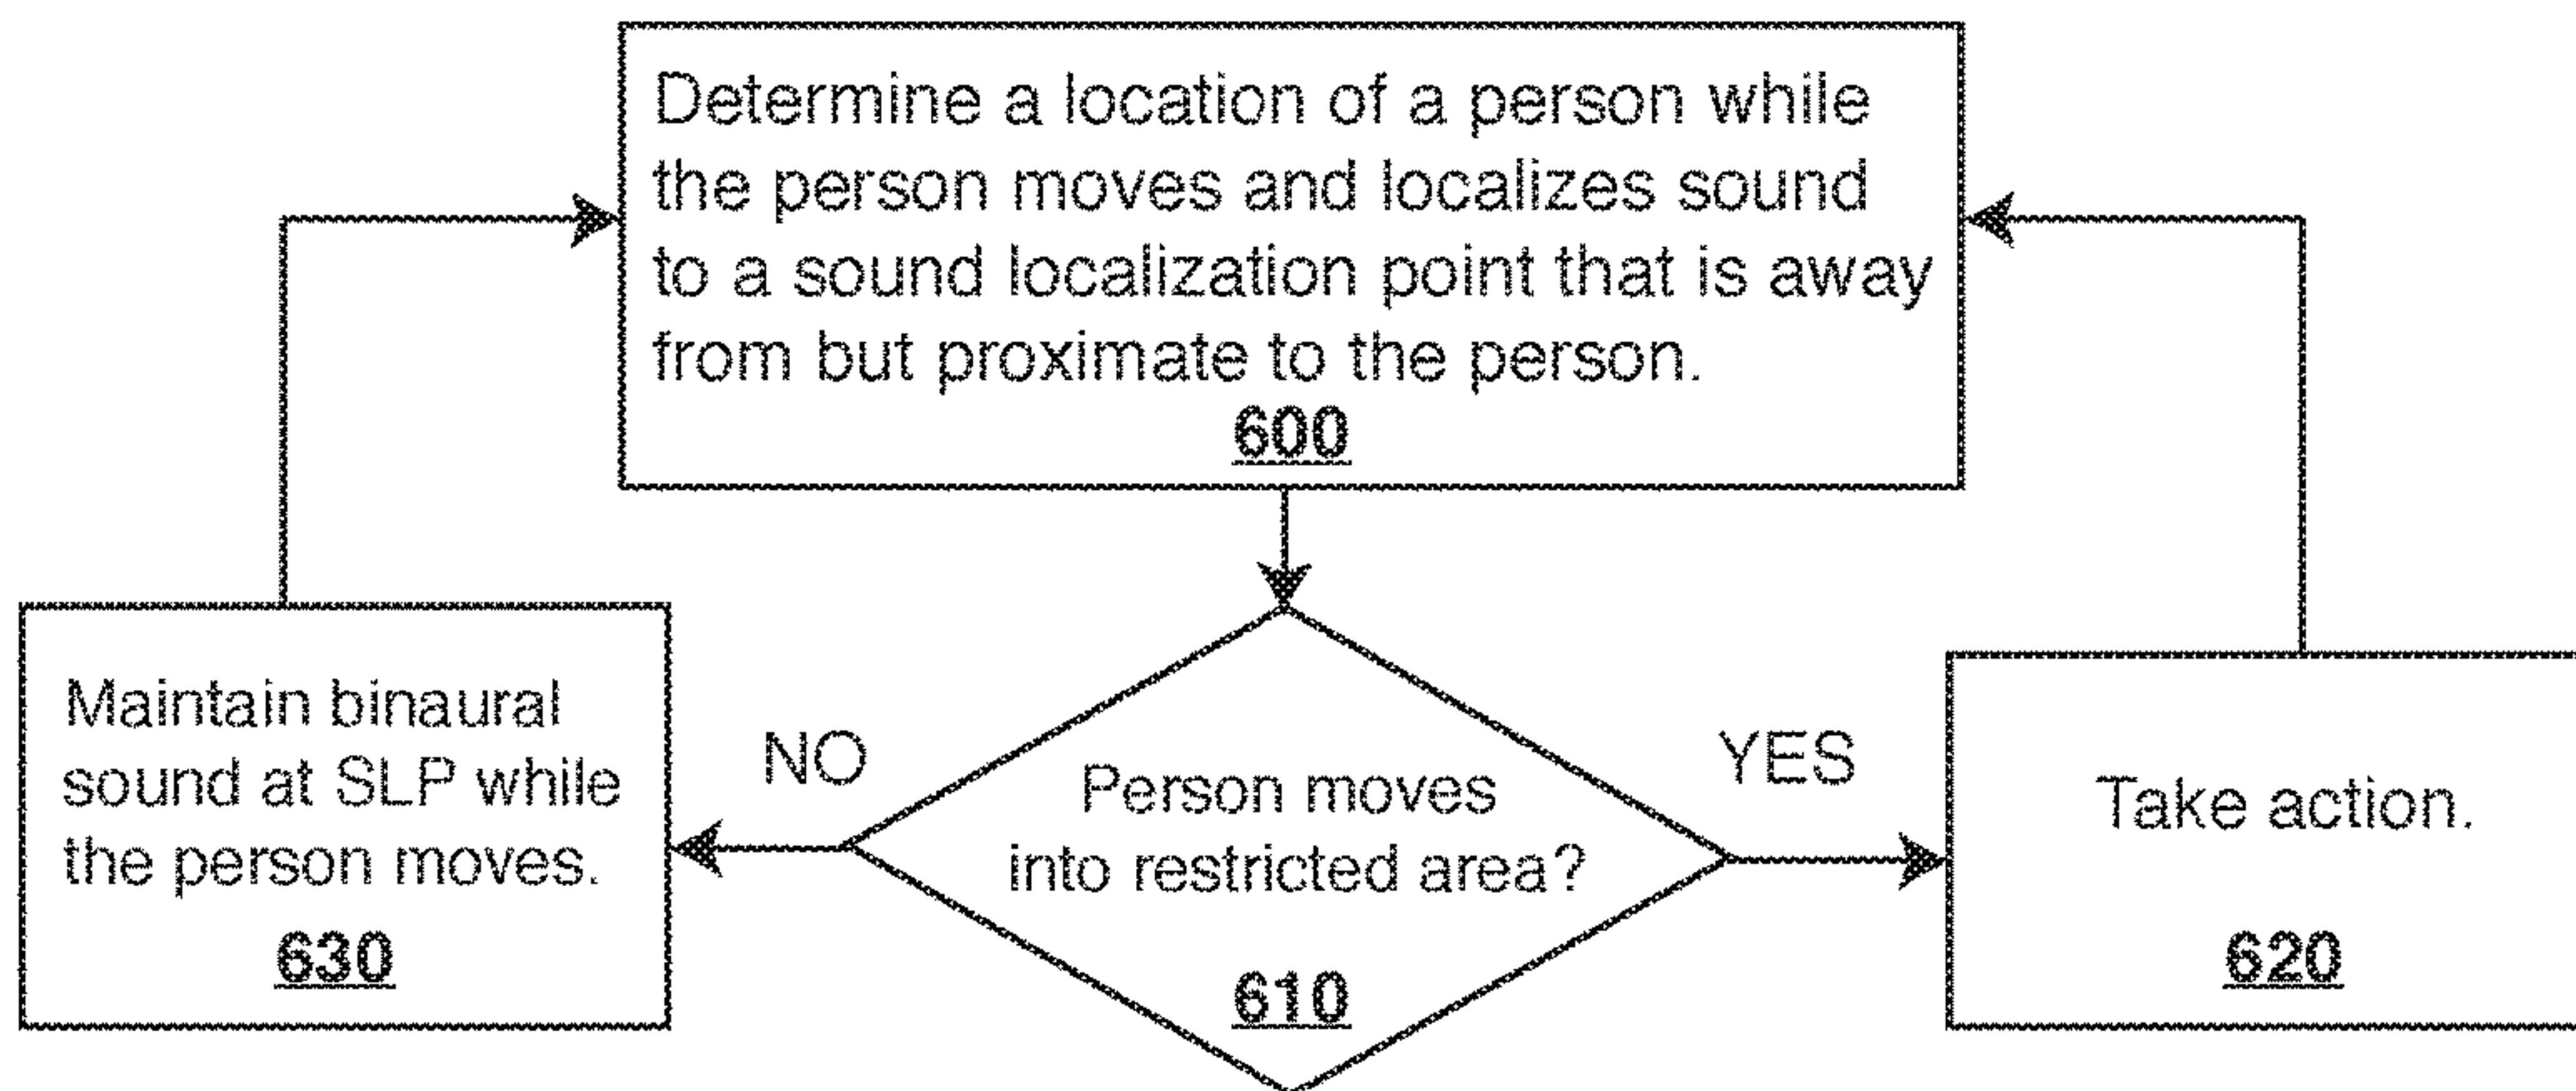 Determine a location of a person while
the person moves and localizes sound
to a sound localization point that is away
from but proximate to the person.
600
Maintain binaural
sound at SLP while
the person moves.
630
NO
Person moves
into restricted area?
610
YES
Take action.
620